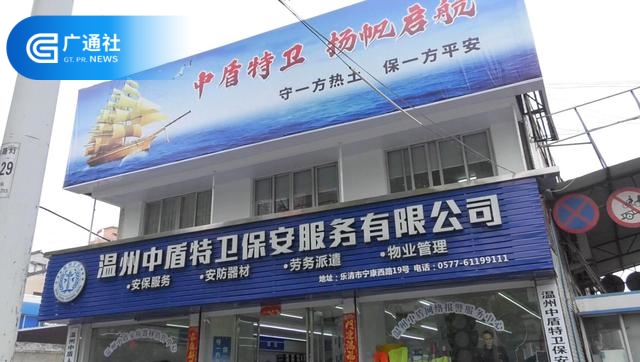 广通社
GT. PR. NEWS
中盾特卫 扬帆启航
守一方热土 保一方平安
温州中盾特卫保安服务有限公司
·安保服务 ·安防器材 ·劳务派遣 ·物业管理
地址：乐清市宁康西路19号 电话：0577-61199111
29
温州中盾特卫保安